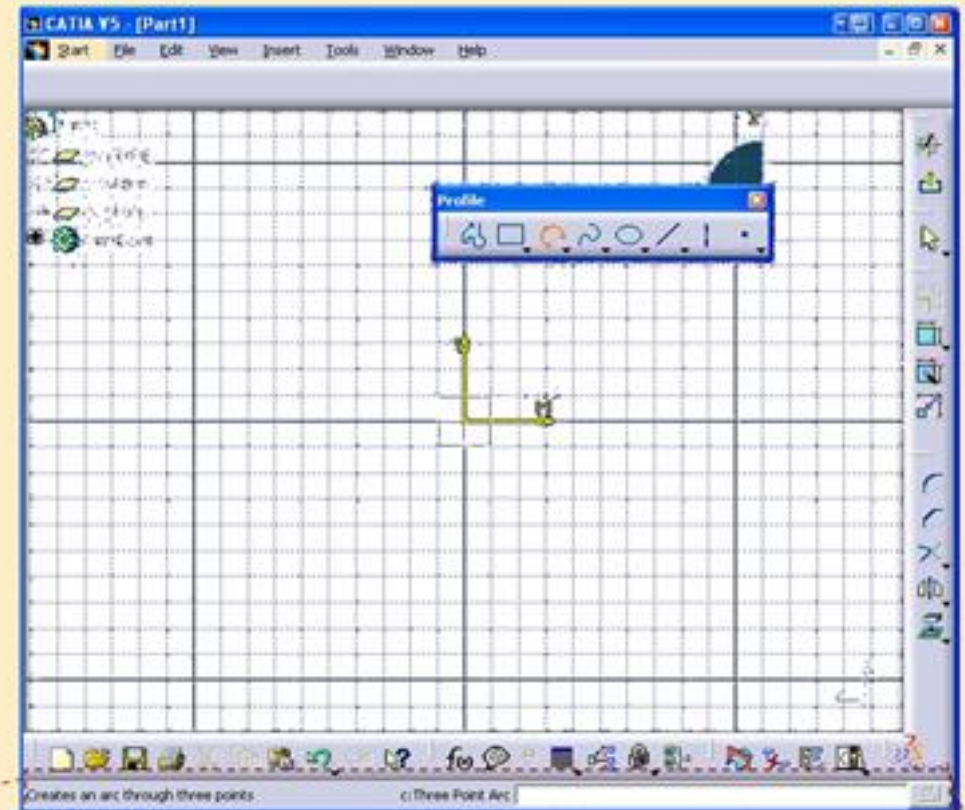 CATIA V5 - [Part1]
Start File Edit View Insert Tools Window Help
Profile
Creates an arc through three points
c:Three Point Arc